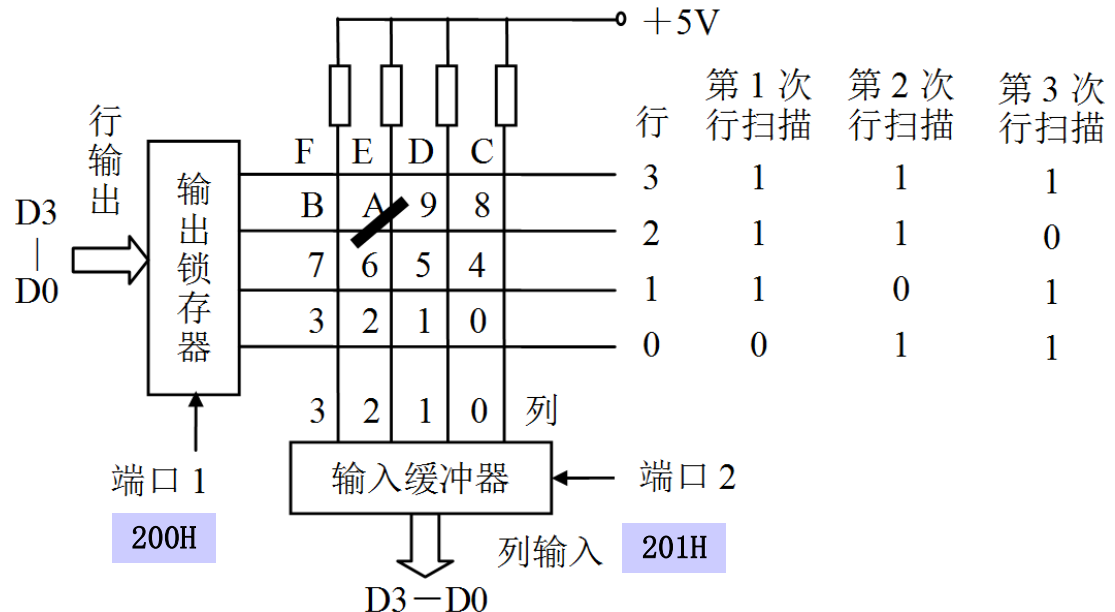 +5V
第1次 第2次 第3次
行 行扫描 行扫描 行扫描
行输出
F E D C
3 1 1 1
B A 9 8
D3
|
D0
输出锁存器
2 1 1 0
7 6 5 4
1 1 0 1
3 2 1 0
0 0 1 1
3 2 1 0 列
端口1
输入缓冲器
端口2
200H
列输入
201H
D3-D0